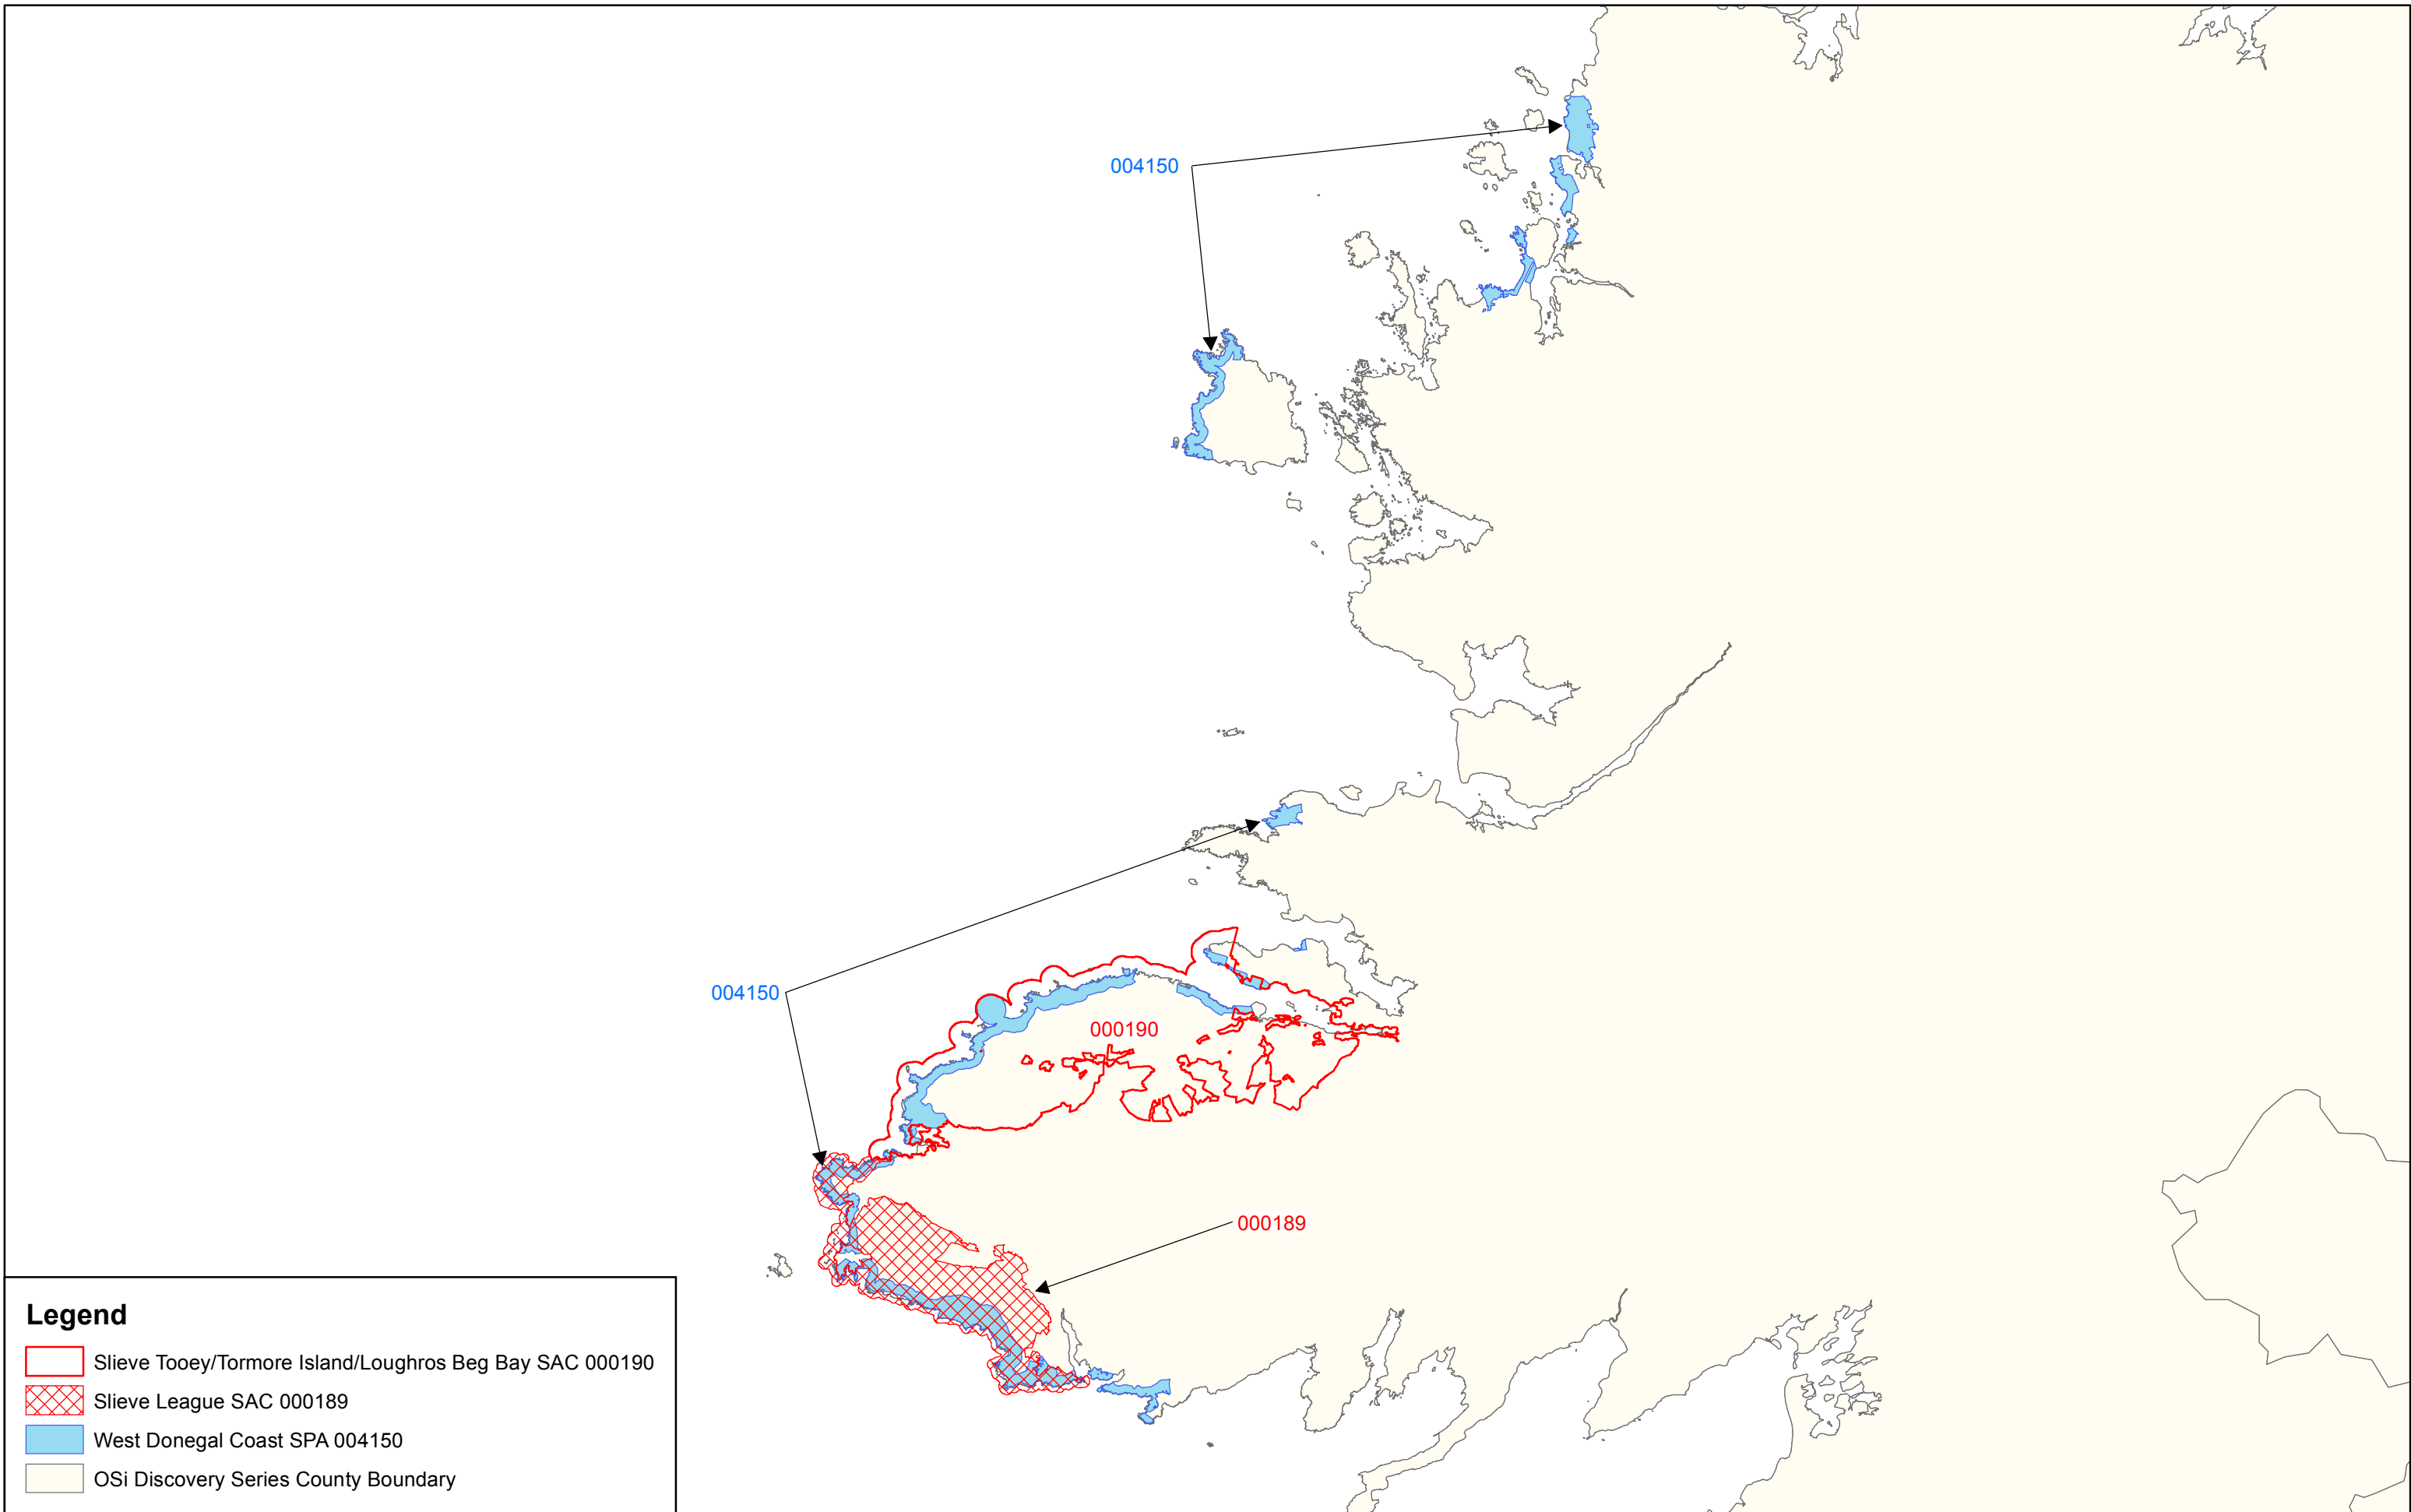 004150
004150
000190
000189
Legend
Slieve Tooey/Tormore Island/Loughros Beg Bay SAC 000190
Slieve League SAC 000189
West Donegal Coast SPA 004150
OSi Discovery Series County Boundary